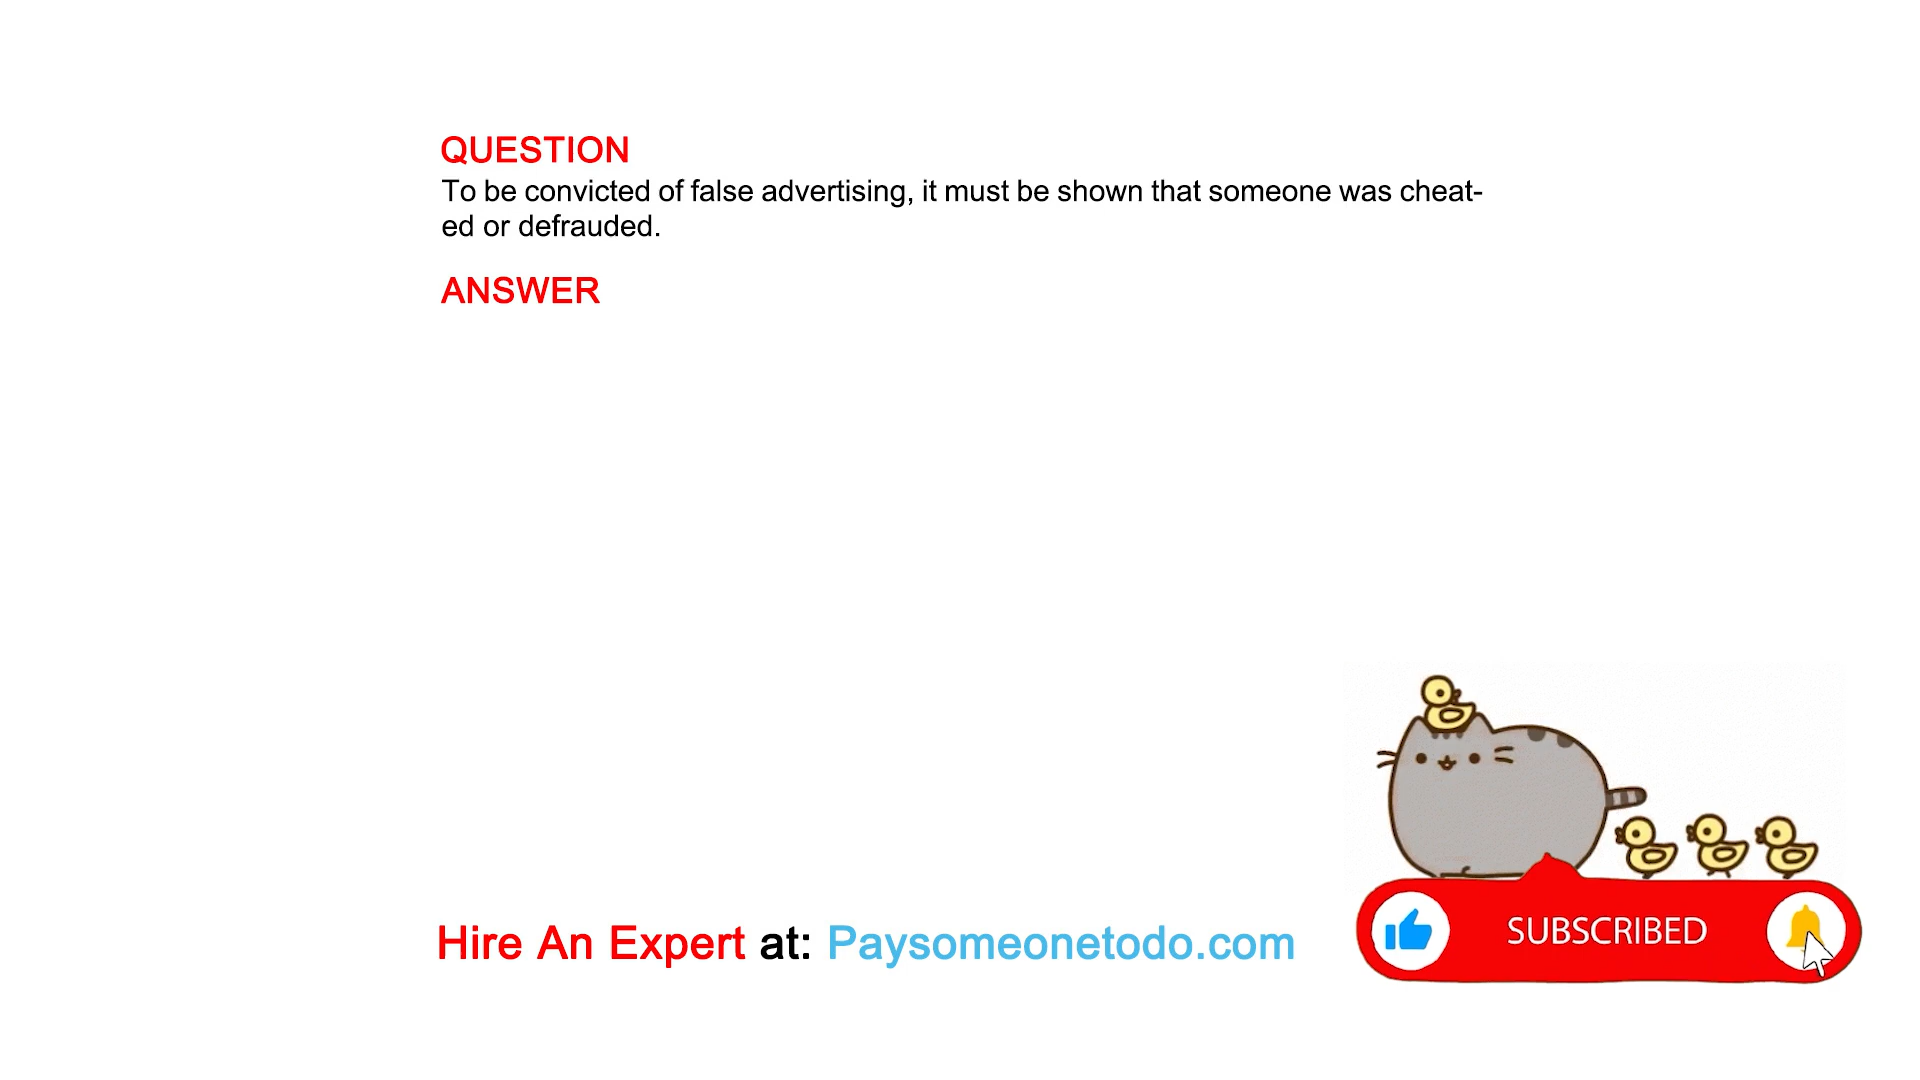 QUESTION
To be convicted of false advertising, it must be shown that someone was cheat-
ed or defrauded.
ANSWER
Hire An Expert at: Paysomeonetodo.com
SUBSCRIBED